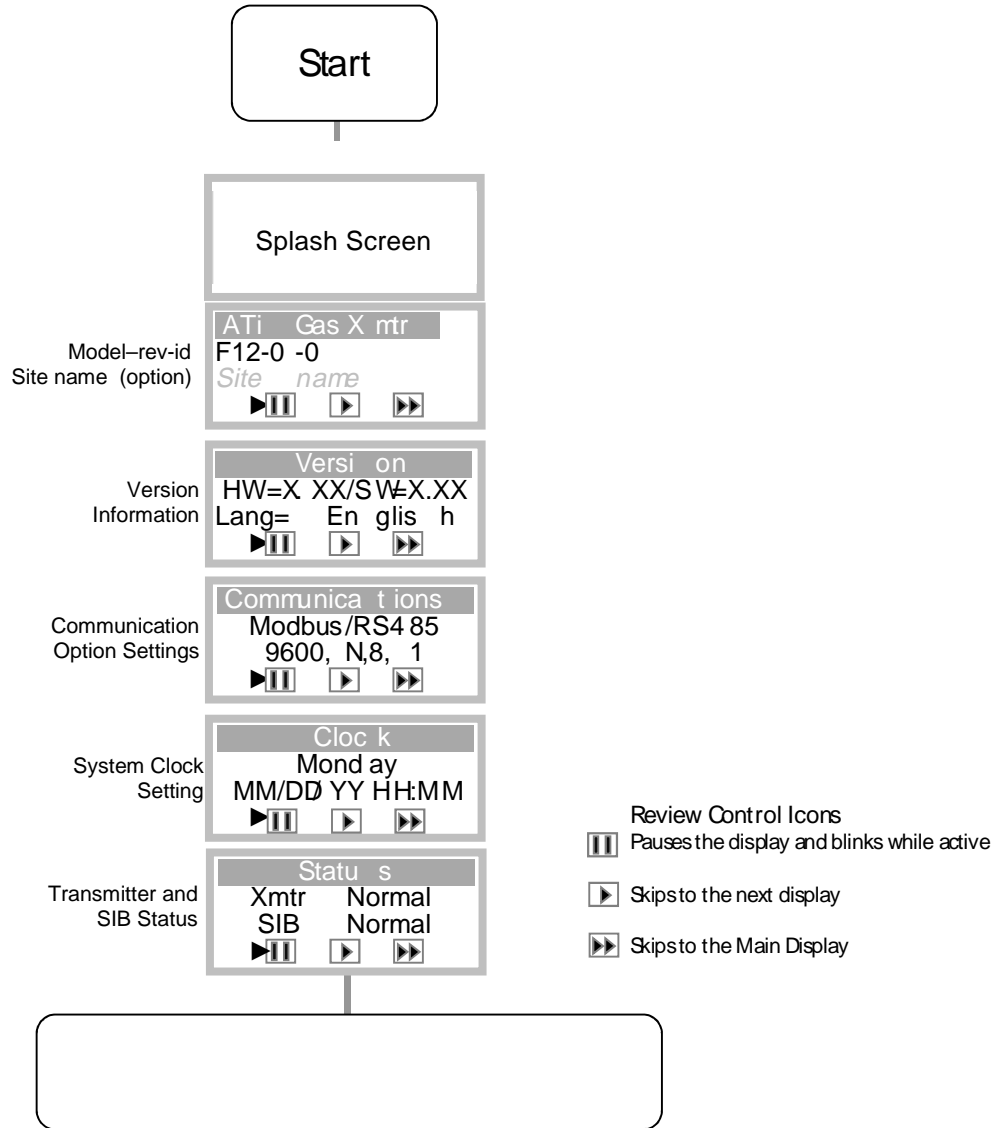 Start
Splash Screen
Model–rev-id
Site name (option)
ATi Gas Xmtr
F12-0 -0
Site name
Version
Information
Version
HW=X.XX/SW=X.XX
Lang= English
Communication
Option Settings
Communications
Modbus/RS485
9600, N,8, 1
System Clock
Setting
Clock
Monday
MM/DD/YY HH:MM
Transmitter and
SIB Status
Status
Xmtr Normal
SIB Normal
Review Control Icons
Pauses the display and blinks while active
Skips to the next display
Skips to the Main Display